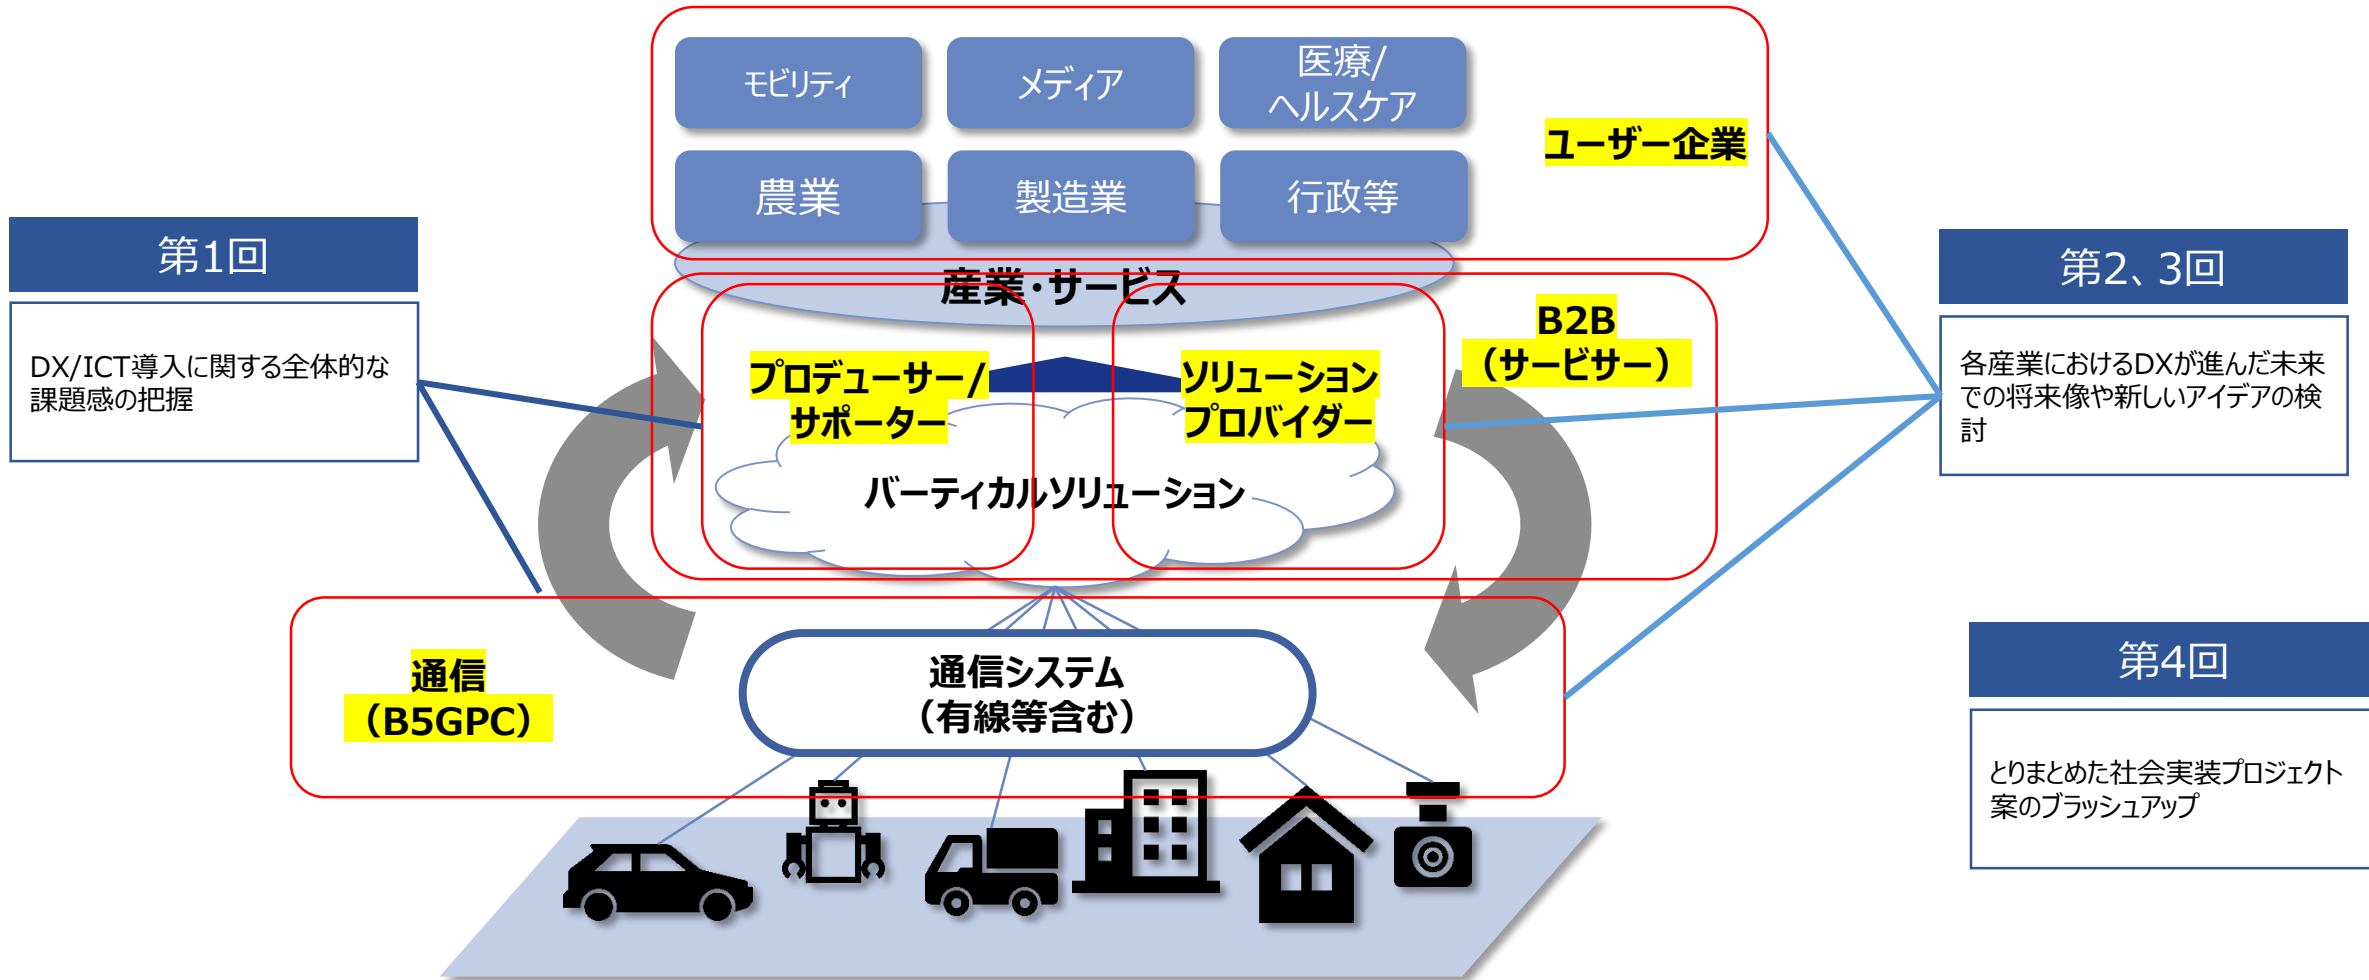 モビリティ
メディア
医療/
ヘルスケア
農業
製造業
行政等
ユーザー企業
産業・サービス
第1回
DX/ICT導入に関する全体的な
課題感の把握
プロデューサー/
サポーター
ソリューション
プロバイダー
B2B
（サービサー）
バーティカルソリューション
第2、3回
各産業におけるDXが進んだ未来
での将来像や新しいアイデアの検
討
通信
（B5GPC）
通信システム
（有線等含む）
第4回
とりまとめた社会実装プロジェクト
案のブラッシュアップ